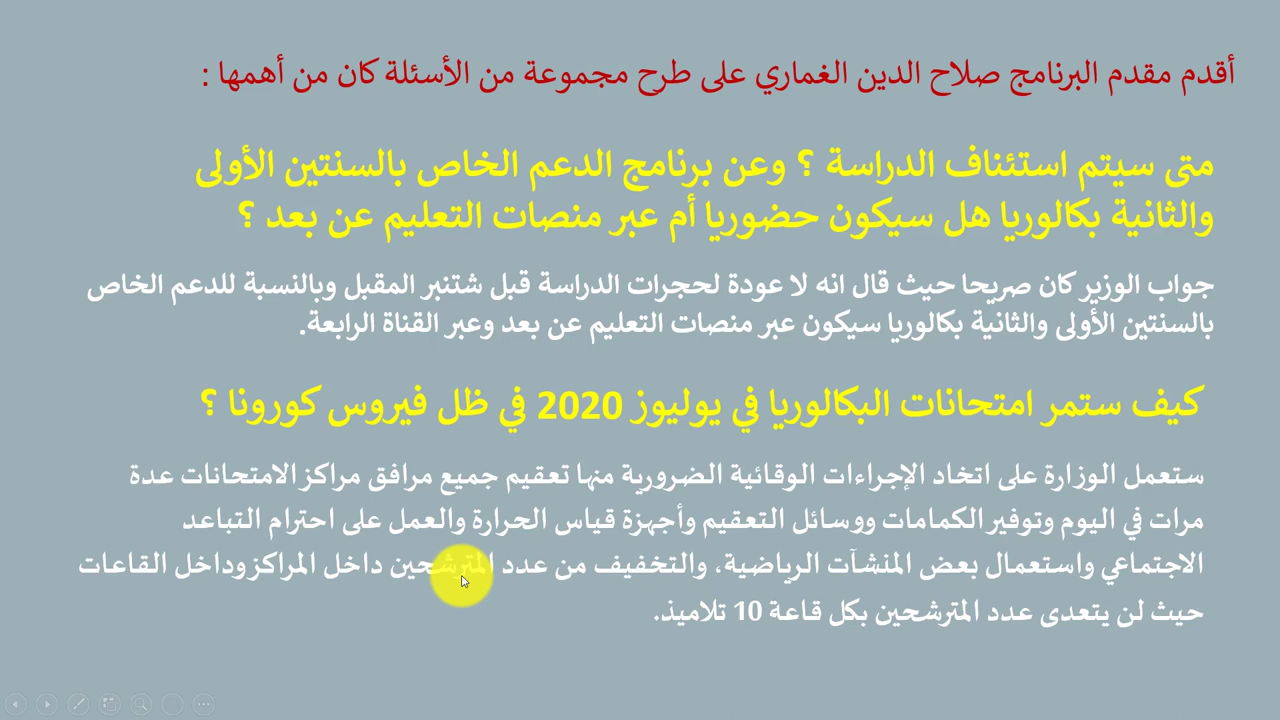 أقدم مقدم البرنامج صلاح الدين الغماري على طرح مجموعة من الأسئلة كان من أهمها :
متى سيتم استئناف الدراسة ؟ وعن برنامج الدعم الخاص بالسنتين الأولى
والثانية بكالوريا هل سيكون حضوريا أم عبر منصات التعليم عن بعد ؟
جواب الوزير كان صريحا حيث قال انه لا عودة لحجرات الدراسة قبل شتنبر المقبل وبالنسبة للدعم الخاص
بالسنتين الأولى والثانية بكالوريا سيكون عبر منصات التعليم عن بعد وعبر القناة الرابعة.
كيف ستمر امتحانات البكالوريا في يوليوز 2020 في ظل فيروس كورونا ؟
ستعمل الوزارة على اتخاد الإجراءات الوقائية الضرورية منها تعقيم جميع مرافق مراكز الامتحانات عدة
مرات في اليوم وتوفير الكمامات ووسائل التعقيم وأجهزة قياس الحرارة والعمل على احترام التباعد
الاجتماعي واستعمال بعض المنشآت الرياضية، والتخفيف من عدد المترشحين داخل المراكز وداخل القاعات
حيث لن يتعدى عدد المترشحين بكل قاعة 10 تلاميذ.